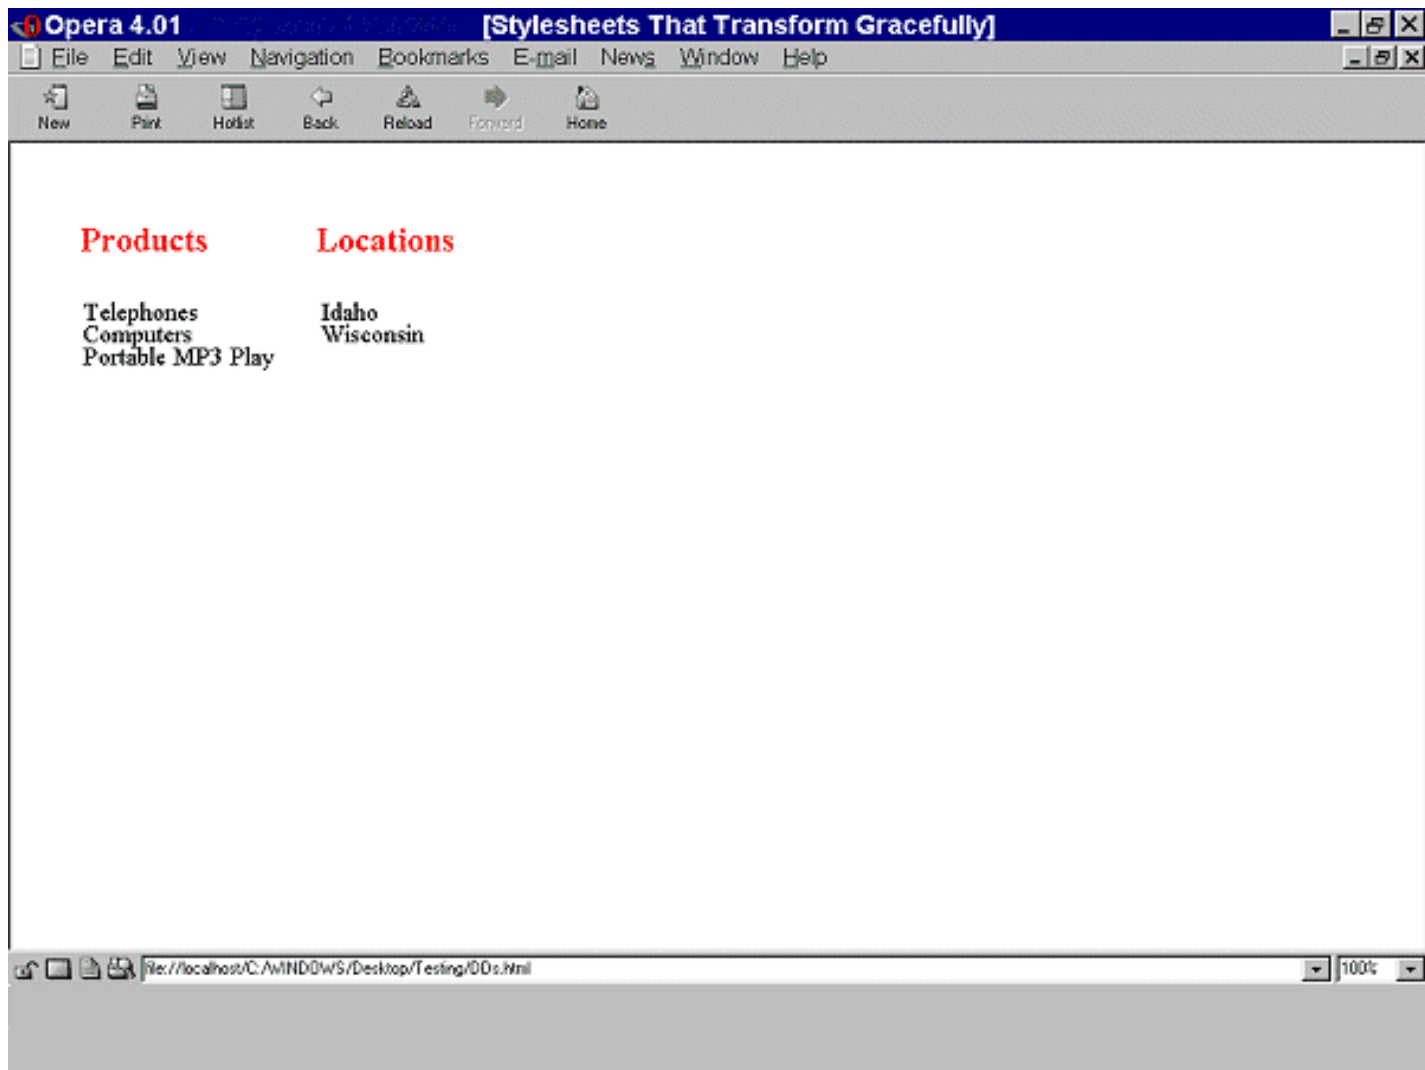 Opera 4.01 [Stylesheets That Transform Gracefully]
File Edit View Navigation Bookmarks E-mail News Window Help
New Print Hotlist Back Reload Forward Home
Products Locations
Telephones Idaho
Computers Wisconsin
Portable MP3 Play
file://localhost/C:/WINDOWS/Desktop/Testing/DDs.html 100%